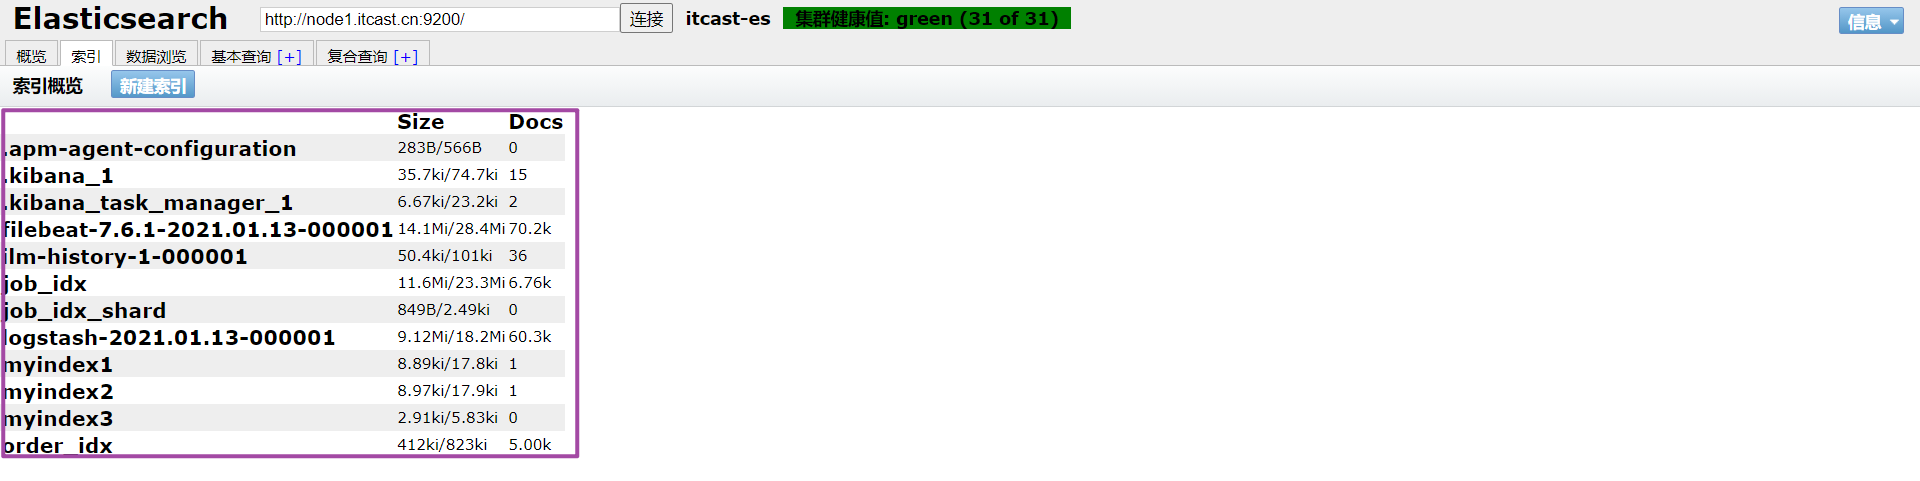 Elasticsearch http://node1.itcast.cn:9200/ 连接 itcast-es 集群健康值: green (31 of 31) 信息
概览 索引 数据浏览 基本查询 [+] 复合查询 [+]
索引概览 新建索引
Size Docs
.apm-agent-configuration 283B/566B 0
.kibana_1 35.7ki/74.7ki 15
.kibana_task_manager_1 6.67ki/23.2ki 2
filebeat-7.6.1-2021.01.13-000001 14.1Mi/28.4Mi 70.2k
ilm-history-1-000001 50.4ki/101ki 36
job_idx 11.6Mi/23.3Mi 6.76k
job_idx_shard 849B/2.49ki 0
logstash-2021.01.13-000001 9.12Mi/18.2Mi 60.3k
myindex1 8.89ki/17.8ki 1
myindex2 8.97ki/17.9ki 1
myindex3 2.91ki/5.83ki 0
order_idx 412ki/823ki 5.00k